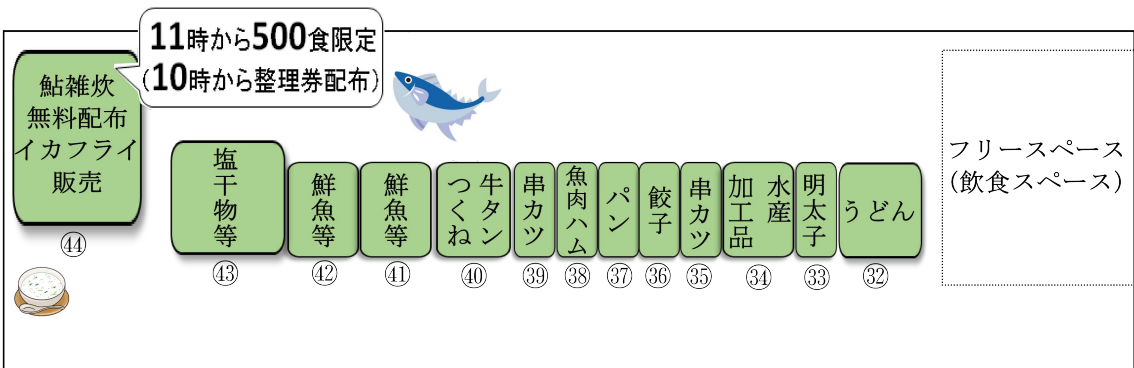 11時から500食限定
(10時から整理券配布)
鮎雑炊
無料配布
イカフライ
販売
㊹
塩干物等
㊸
鮮魚等
㊷
鮮魚等
㊶
牛タン
つくね
㊵
串カツ
㊴
魚肉ハム
㊳
パン
㊲
餃子
㊱
串カツ
㉟
水産
加工品
㉞
明太子
㉝
うどん
㉜
フリースペース
(飲食スペース)